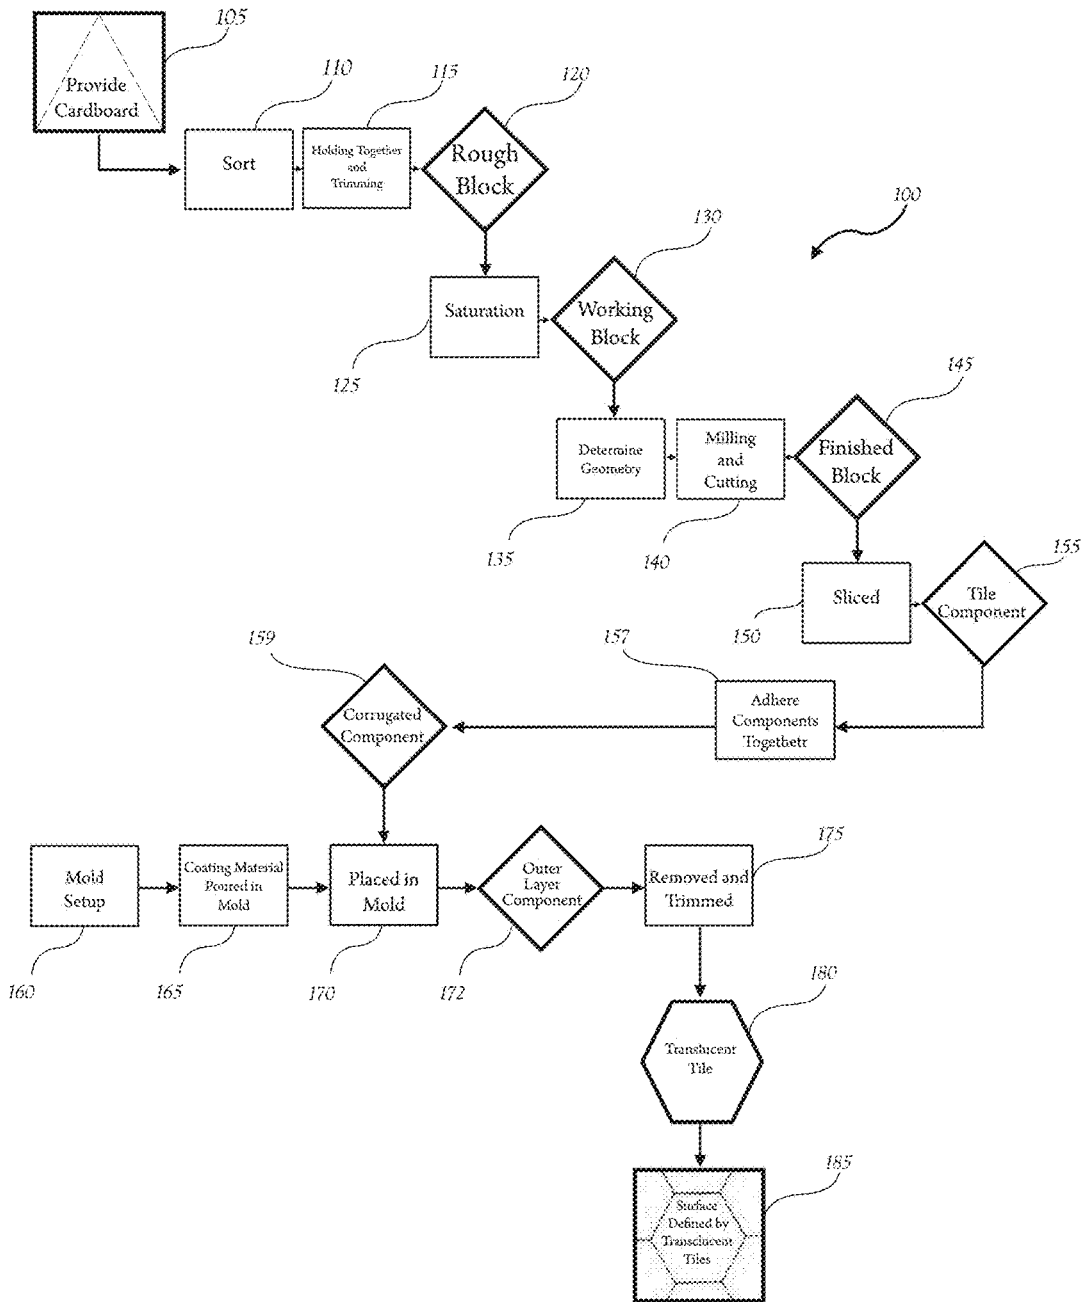 105
Provide
Cardboard
110
Sort
115
Holding Together
and
Trimming
120
Rough
Block
100
130
Saturation
125
Working
Block
145
Determine
Geometry
135
Milling
and
Cutting
140
Finished
Block
155
Sliced
150
Tile
Component
157
Adhere
Components
Togethetr
159
Corrugated
Component
Mold
Setup
160
Coating Material
Poured in
Mold
165
Placed in
Mold
170
Outer
Layer
Component
172
175
Removed and
Trimmed
180
Translucent
Tile
185
Surface
Defined by
Transclucent
Tiles